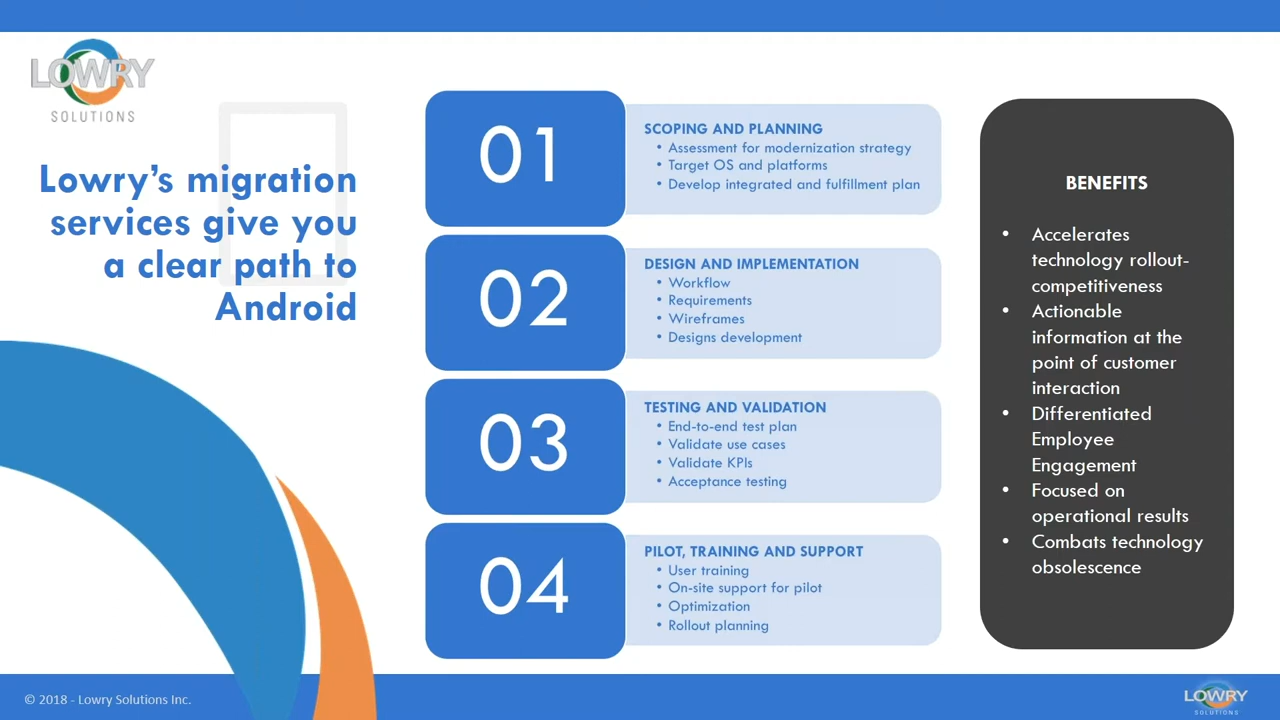 LOWRY
SOLUTIONS
Lowry’s migration
services give you
a clear path to
Android
01
SCOPING AND PLANNING
• Assessment for modernization strategy
• Target OS and platforms
• Develop integrated and fulfillment plan
02
DESIGN AND IMPLEMENTATION
• Workflow
• Requirements
• Wireframes
• Designs development
03
TESTING AND VALIDATION
• End-to-end test plan
• Validate use cases
• Validate KPIs
• Acceptance testing
04
PILOT, TRAINING AND SUPPORT
• User training
• On-site support for pilot
• Optimization
• Rollout planning
BENEFITS
• Accelerates
technology rollout-
competitiveness
• Actionable
information at the
point of customer
interaction
• Differentiated
Employee
Engagement
• Focused on
operational results
• Combats technology
obsolescence
© 2018 - Lowry Solutions Inc.
LOWRY
SOLUTIONS